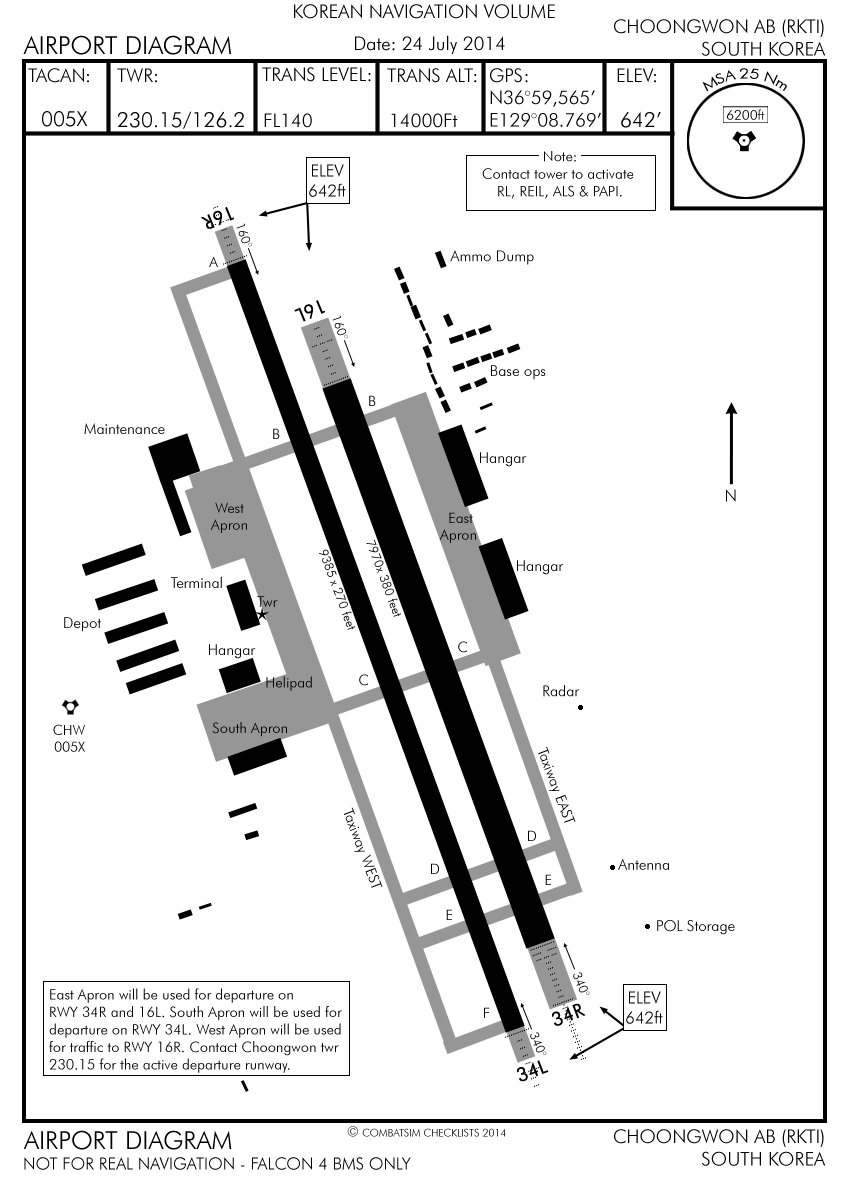 KOREAN NAVIGATION VOLUME
AIRPORT DIAGRAM
Date: 24 July 2014
CHOONGWON AB (RKTI)
SOUTH KOREA
TACAN:
005X
TWR:
230.15/126.2
TRANS LEVEL:
FL140
TRANS ALT:
14000Ft
GPS:
N36°59,565’
E129°08.769’
ELEV:
642’
MSA 25 Nm
6200ft
Note:
Contact tower to activate
RL, REIL, ALS & PAPI.
ELEV
642ft
16R
160°
A
16L
160°
Ammo Dump
Base ops
B
B
Maintenance
Hangar
West
Apron
East
Apron
N
9385 x 270 feet
7970x 380 feet
Hangar
Terminal
Twr
Depot
Hangar
C
C
Helipad
Radar
CHW
005X
South Apron
Taxiway EAST
Taxiway WEST
D
D
Antenna
E
E
POL Storage
East Apron will be used for departure on
RWY 34R and 16L. South Apron will be used for
departure on RWY 34L. West Apron will be used
for traffic to RWY 16R. Contact Choongwon twr
230.15 for the active departure runway.
F
340°
34R
340°
34L
ELEV
642ft
AIRPORT DIAGRAM
NOT FOR REAL NAVIGATION - FALCON 4 BMS ONLY
© COMBATSIM CHECKLISTS 2014
CHOONGWON AB (RKTI)
SOUTH KOREA